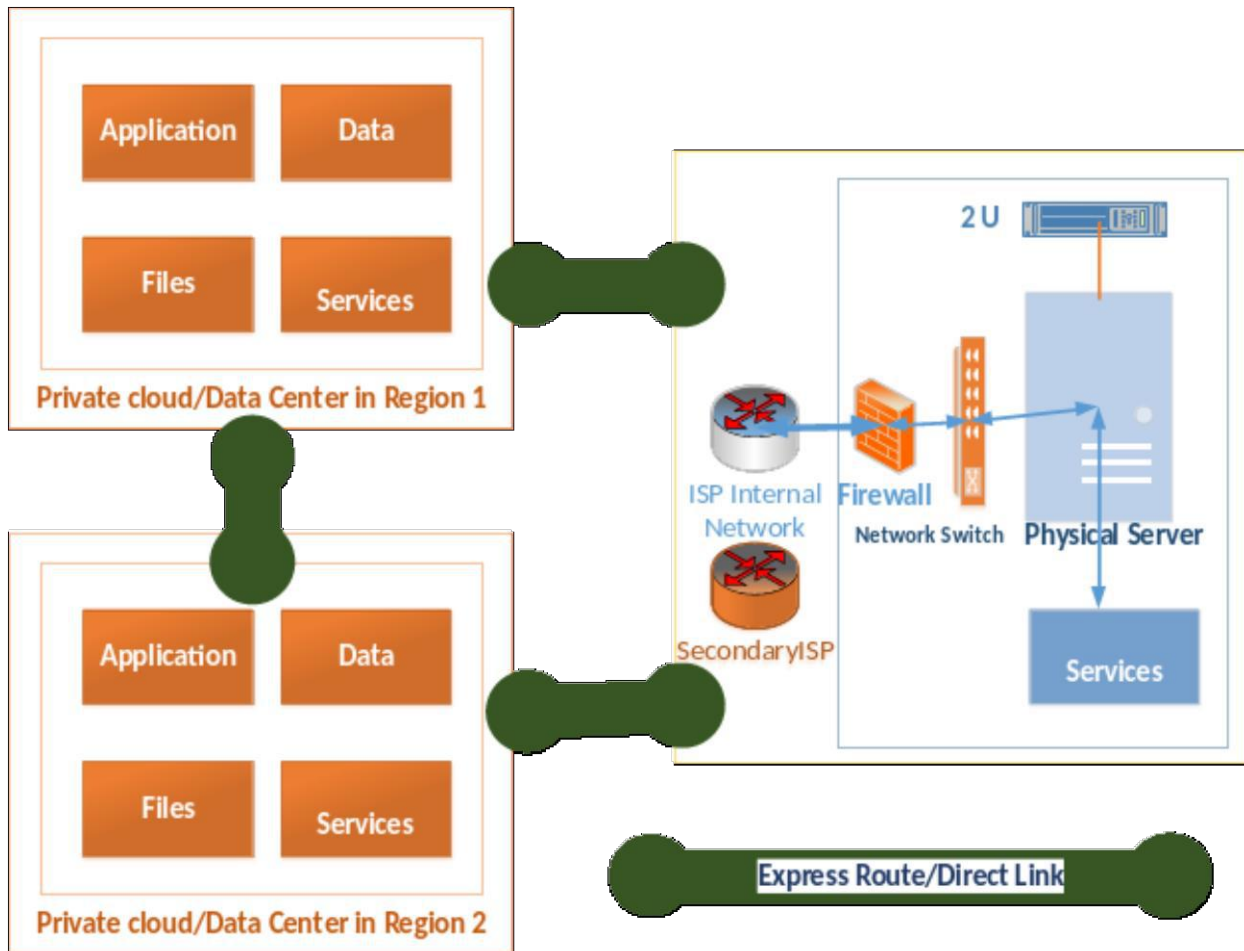 Application
Data
Files
Services
Private cloud/Data Center in Region 1
2 U
ISP Internal
Network
Firewall
Network Switch
Physical Server
SecondaryISP
Services
Application
Data
Files
Services
Private cloud/Data Center in Region 2
Express Route/Direct Link